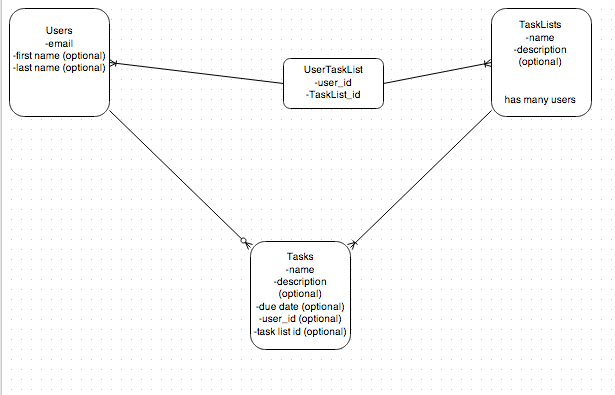 Users
-email
-first name (optional)
-last name (optional)
UserTaskList
-user_id
-TaskList_id
TaskLists
-name
-description
(optional)
has many users
Tasks
-name
-description
(optional)
-due date (optional)
-user_id (optional)
-task list id (optional)